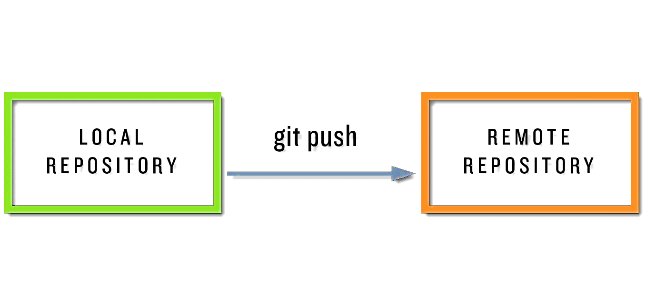 LOCAL
REPOSITORY
git push
REMOTE
REPOSITORY